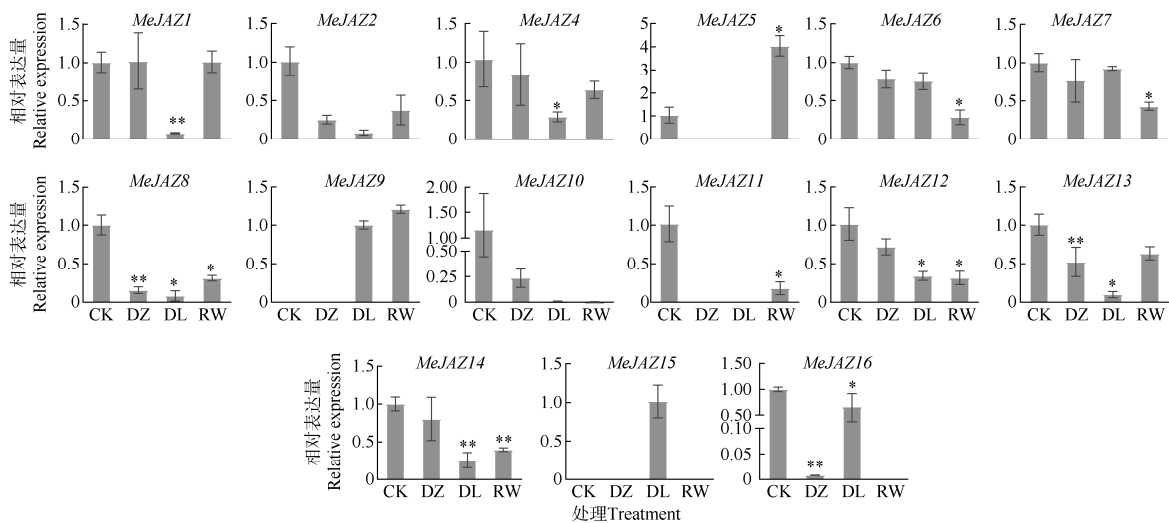 MeJAZ1 MeJAZ2 MeJAZ4 MeJAZ5 MeJAZ6 MeJAZ7
相对表达量
Relative expression
1.5 1.5 1.5 5 1.5 1.5
4
1.0 1.0 1.0 3 1.0 1.0
0.5 0.5 0.5 2 0.5 0.5
1
0 0 0 0 0 0
** * * * *
MeJAZ8 MeJAZ9 MeJAZ10 MeJAZ11 MeJAZ12 MeJAZ13
相对表达量
Relative expression
1.5 1.5 2.00 1.5 1.5 1.5
1.50
1.0 1.0 1.00 1.0 1.0 1.0
0.50
0.5 0.5 0.25 0.5 0.5 0.5
0 0 0 0 0 0
** * * * * * ** *
CK DZ DL RW CK DZ DL RW CK DZ DL RW CK DZ DL RW CK DZ DL RW CK DZ DL RW
MeJAZ14 MeJAZ15 MeJAZ16
相对表达量
Relative expression
1.5 1.5 1.50
1.0 1.0 1.00
0.50
0.5 0.5 0.10
0.05
0 0 0
** ** ** *
CK DZ DL RW CK DZ DL RW CK DZ DL RW
处理Treatment